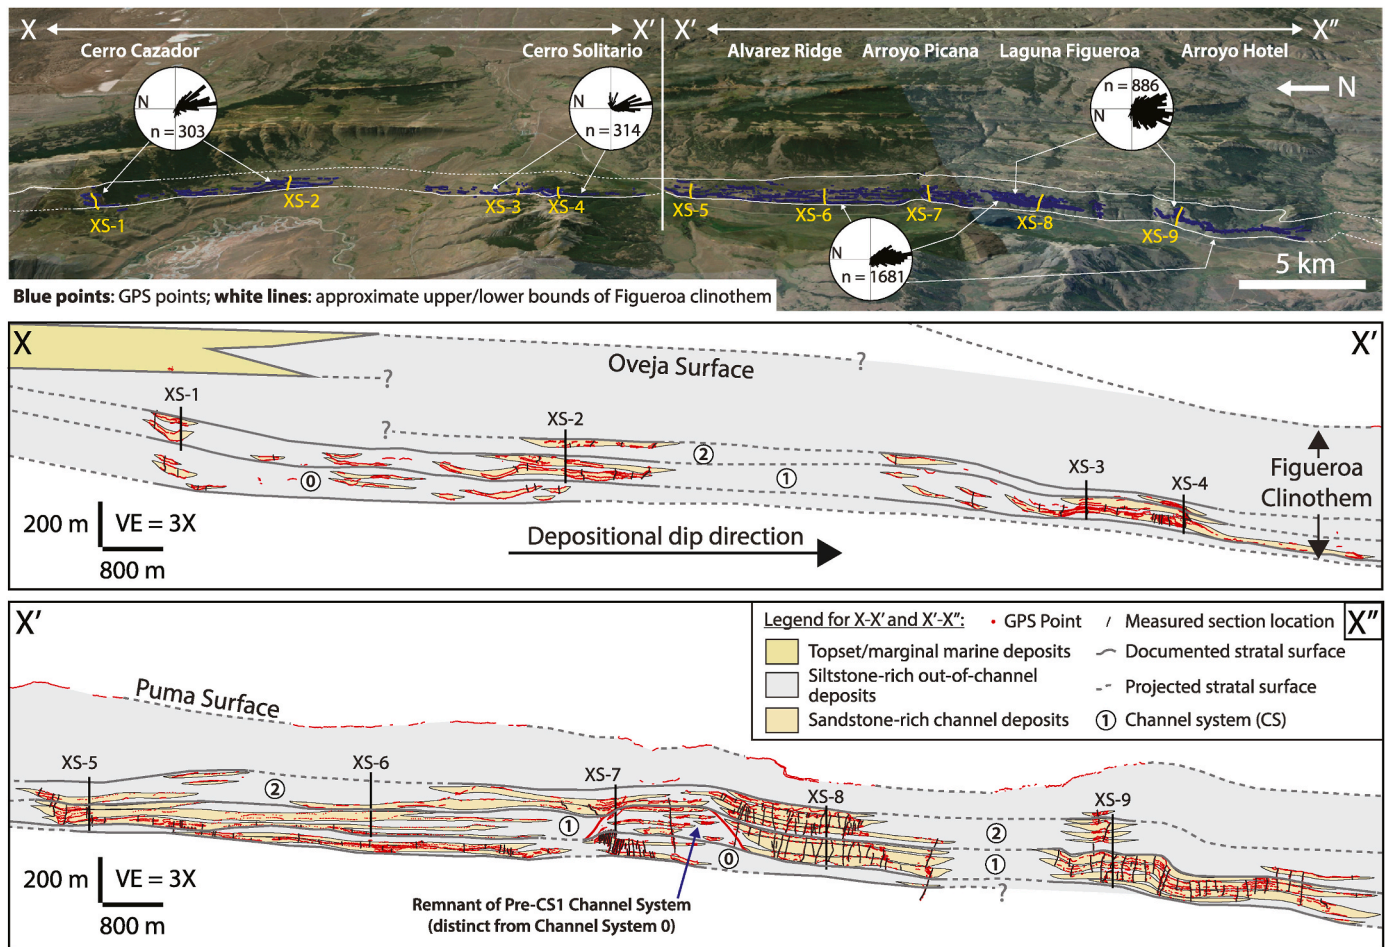 X X’ X’ X”
Cerro Cazador Cerro Solitario Alvarez Ridge Arroyo Picana Laguna Figueroa Arroyo Hotel
N n = 303
N n = 314
N n = 886
N
XS-1 XS-2 XS-3 XS-4 XS-5 XS-6 XS-7 XS-8 XS-9
N n = 1681
5 km
Blue points: GPS points; white lines: approximate upper/lower bounds of Figueroa clinothem
X X’
Oveja Surface ?
?
XS-1
? XS-2
2
0 1
XS-3 XS-4
Figueroa
Clinothem
200 m VE = 3X
800 m
Depositional dip direction
X’ X”
Legend for X-X’ and X’-X”: GPS Point Measured section location
Topset/marginal marine deposits Documented stratal surface
Siltstone-rich out-of-channel
deposits
Projected stratal surface
Sandstone-rich channel deposits 1 Channel system (CS)
Puma Surface
XS-5 XS-6 XS-7 XS-8 XS-9
2
1
0
2
1
?
200 m VE = 3X
800 m
Remnant of Pre-CS1 Channel System
(distinct from Channel System 0)